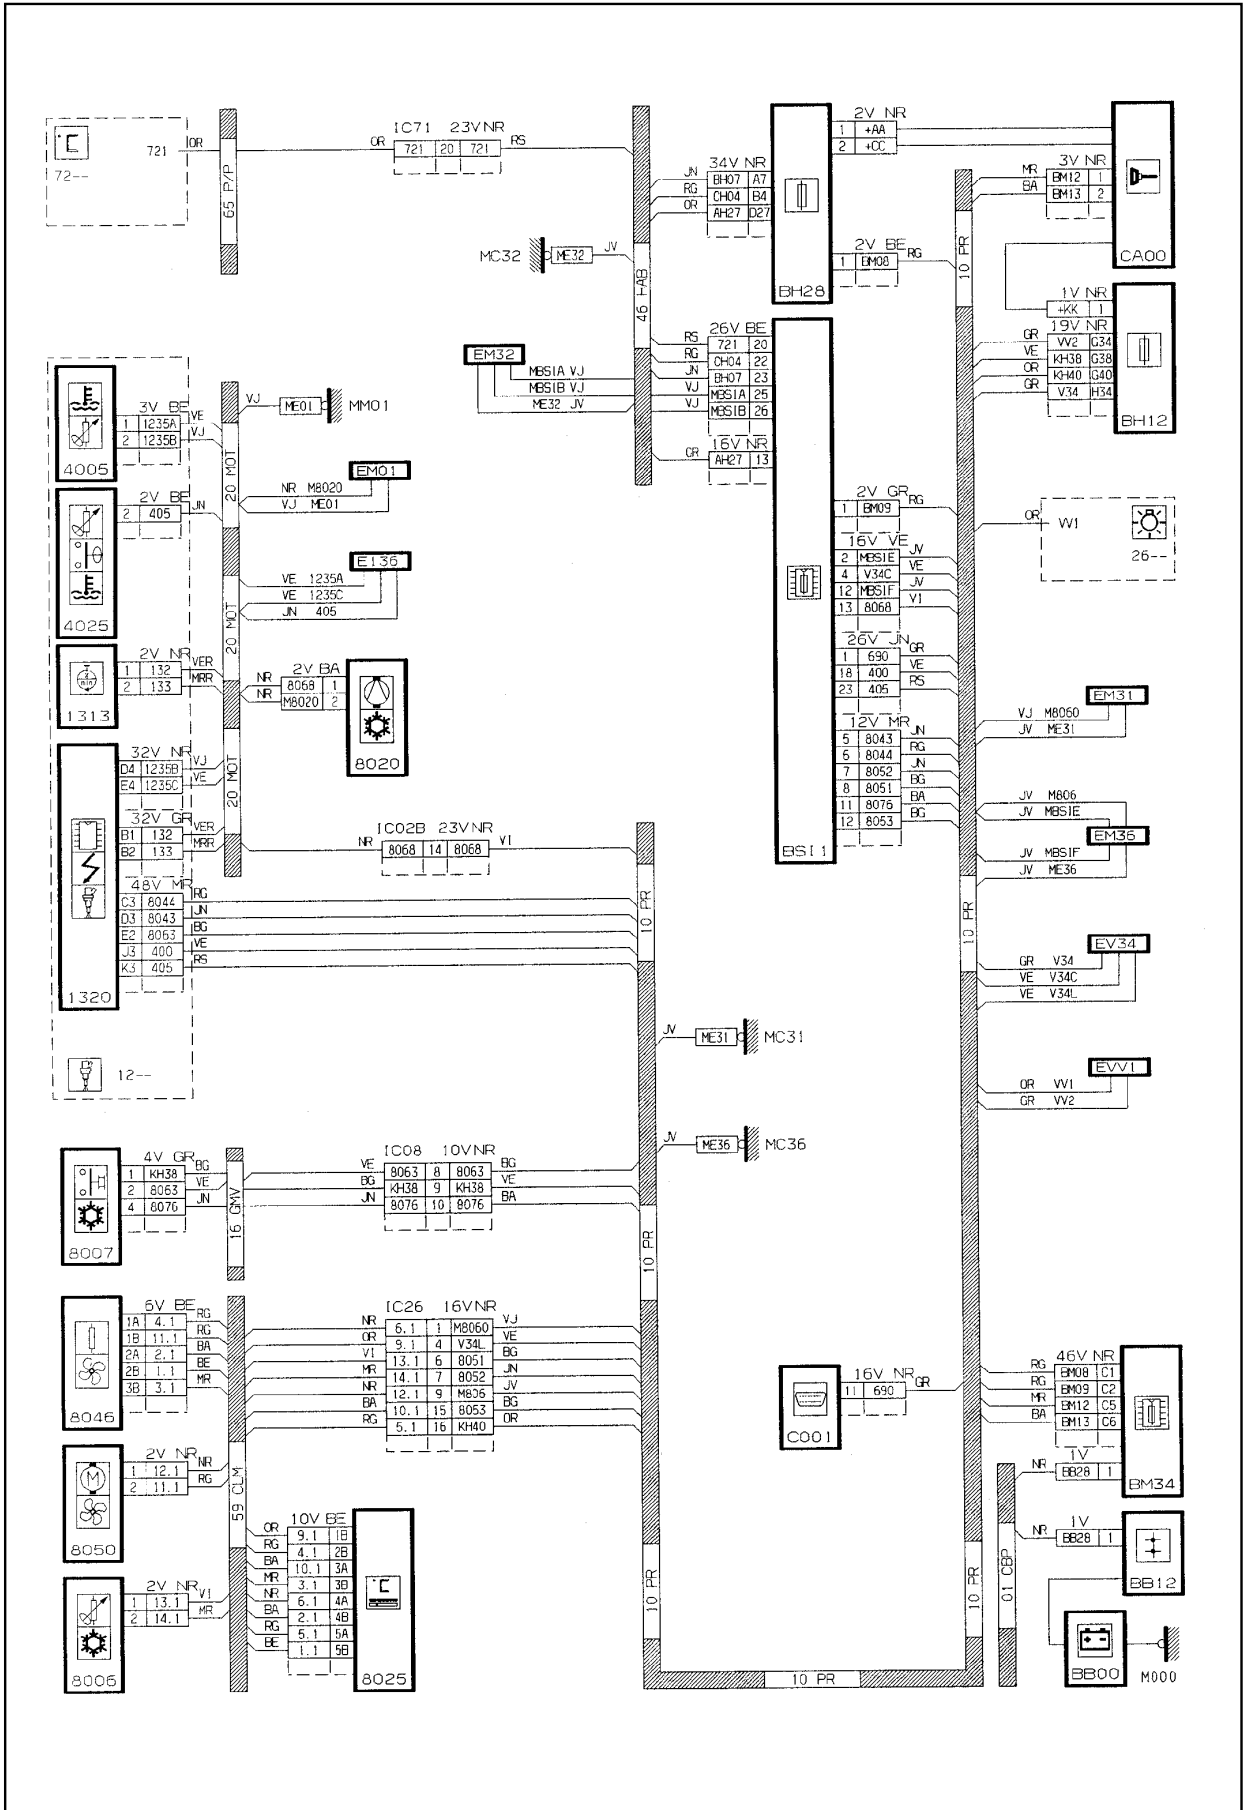 °C
72--
721
OR
65 P/P
IC71 23VNR
OR 721 20 721 RS
MC32 ME32 JV
46 HAB
34V NR
JN BH07 A7
RG CH04 B4
OR AH27 D27
BH28
2V NR
1 +AA
2 +CC
2V BE
1 BM08 RG
10 PR
3V NR
MR BM12 1
BA BM13 2
CA00
1V NR
+KK 1
19V NR
GR VV2 G34
VE KH38 G38
OR KH40 G40
GR V34 H34
BH12
EM32
MBSIA VJ
MBSIB VJ
ME32 JV
26V BE
RS 721 20
RG CH04 22
JN BH07 23
VJ MBSIA 25
VJ MBSIB 26
16V NR
AH27 13
BSI1
2V GR
1 BM09 RG
16V VE
2 MBSIE JV
4 V34C VE
12 MBSIF JV
13 8068 VI
26V JN
1 690 GR
18 400 VE
23 405 RS
12V MR
5 8043 JN
6 8044 RG
7 8052 JN
8 8051 BG
11 8076 BA
12 8053 BG
OR VV1
26--
EM31
VJ M8060
JV ME31
JV M806
JV MBSIE
EM36
JV MBSIF
JV ME36
10 PR
EV34
GR V34
VE V34C
VE V34L
EVV1
OR VV1
GR VV2
4005
3V BE
1 1235A VE
2 1235B VJ
4025
2V BE
2 405 JN
1313
2V NR
1 132 VER
2 133 MRR
1320
32V NR
D4 1235B VJ
E4 1235C VE
32V GR
B1 132 VER
B2 133 MRR
48V MR
C3 8044 RG
D3 8043 JN
E2 8063 BG
J3 400 VE
K3 405 RS
12--
20 MOT
20 MOT
20 MOT
VJ ME01 MM01
EM01
NR M8020
VJ ME01
E136
VE 1235A
VE 1235C
JN 405
2V BA
NR 8068 1
NR M8020 2
8020
IC02B 23VNR
NR 8068 14 8068 VI
10 PR
JV ME31 MC31
JV ME36 MC36
8007
4V GR
1 KH38 BG
2 8063 VE
4 8076 JN
16 GMV
IC08 10VNR
VE 8063 8 8063 BG
BG KH38 9 KH38 VE
JN 8076 10 8076 BA
10 PR
8046
6V BE
1A 4.1 RG
1B 11.1 RG
2A 2.1 BA
2B 1.1 BE
3B 3.1 MR
IC26 16VNR
NR 6.1 1 M8060 VJ
OR 9.1 4 V34L VE
VI 13.1 6 8051 BG
MR 14.1 7 8052 JN
NR 12.1 9 M806 JV
BA 10.1 15 8053 BG
RG 5.1 16 KH40 OR
8050
M
2V NR
1 12.1 NR
2 11.1 RG
59 CLM
8006
2V NR
1 13.1 VI
2 14.1 MR
10V BE
OR 9.1 1B
RG 4.1 2B
BA 10.1 3A
MR 3.1 3B
NR 6.1 4A
BA 2.1 4B
RG 5.1 5A
BE 1.1 5B
°C
8025
C001
16V NR
11 690 GR
46V NR
RG BM08 C1
RG BM09 C2
MR BM12 C5
BA BM13 C6
1V
NR BB28 1
BM34
1V
NR BB28 1
BB12
01 CBP
BB00
M000
10 PR
10 PR
10 PR